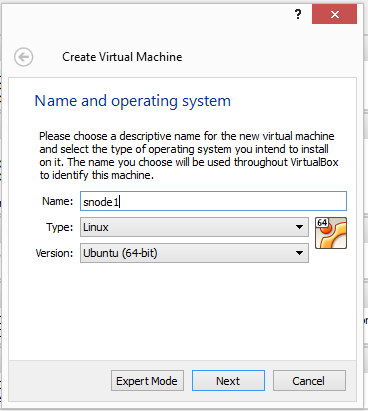 ?
Create Virtual Machine
Name and operating system
Please choose a descriptive name for the new virtual machine
and select the type of operating system you intend to install
on it. The name you choose will be used throughout VirtualBox
to identify this machine.
Name: snode1
Type: Linux
64
Version: Ubuntu (64-bit)
Expert Mode Next Cancel